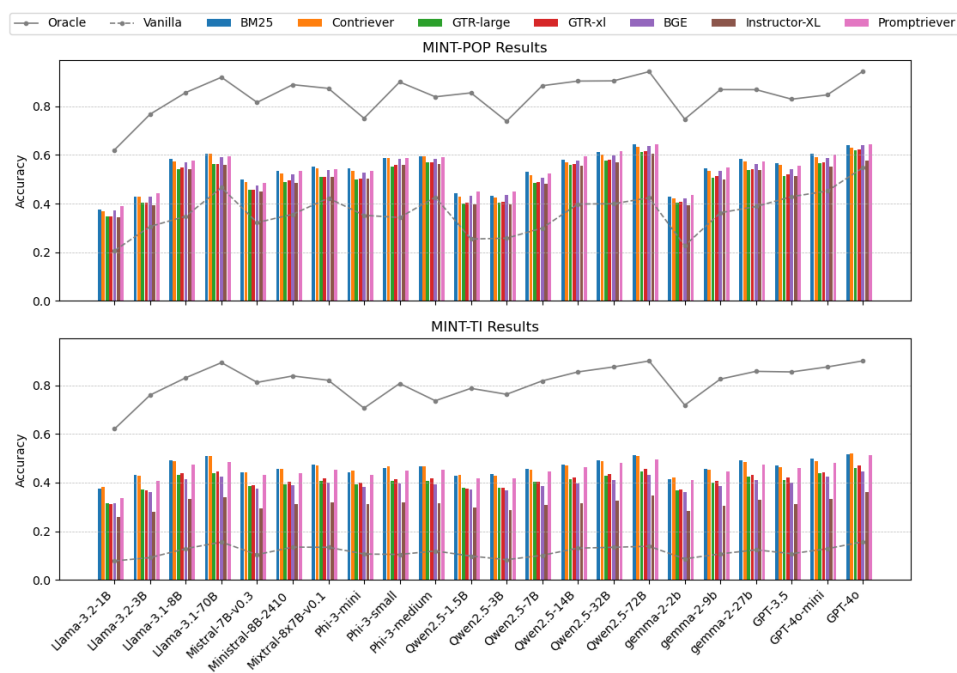 Oracle Vanilla BM25 Contriever GTR-large GTR-xl BGE Instructor-XL Promptriever
MINT-POP Results
0.8
0.6
0.4
0.2
0.0
Accuracy
MINT-TI Results
0.8
0.6
0.4
0.2
0.0
Accuracy
Llama-3.2-1B
Llama-3.2-3B
Llama-3.1-8B
Llama-3.1-70B
Mistral-7B-v0.3
Ministral-8B-2410
Mixtral-8x7B-v0.1
Phi-3-mini
Phi-3-small
Phi-3-medium
Qwen2.5-1.5B
Qwen2.5-3B
Qwen2.5-7B
Qwen2.5-14B
Qwen2.5-32B
Qwen2.5-72B
gemma-2-2b
gemma-2-9b
gemma-2-27b
GPT-3.5
GPT-4o-mini
GPT-4o